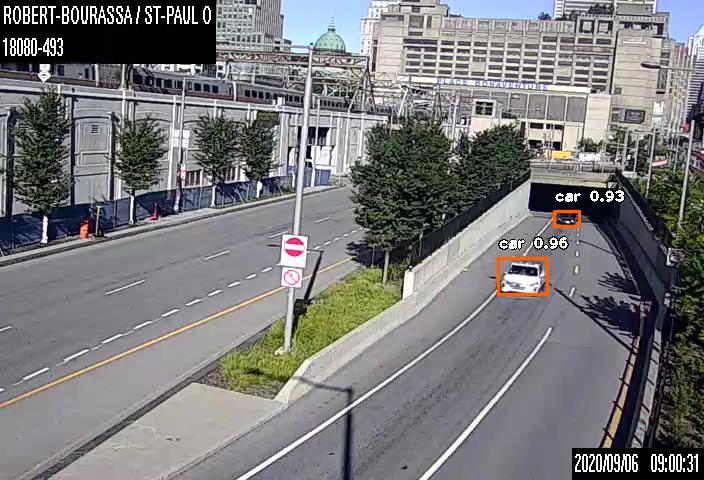 ROBERT-BOURASSA / ST-PAUL O
18080-493
PLACE BONAVENTURE
car 0.93
car 0.96
2020/09/06 09:00:31